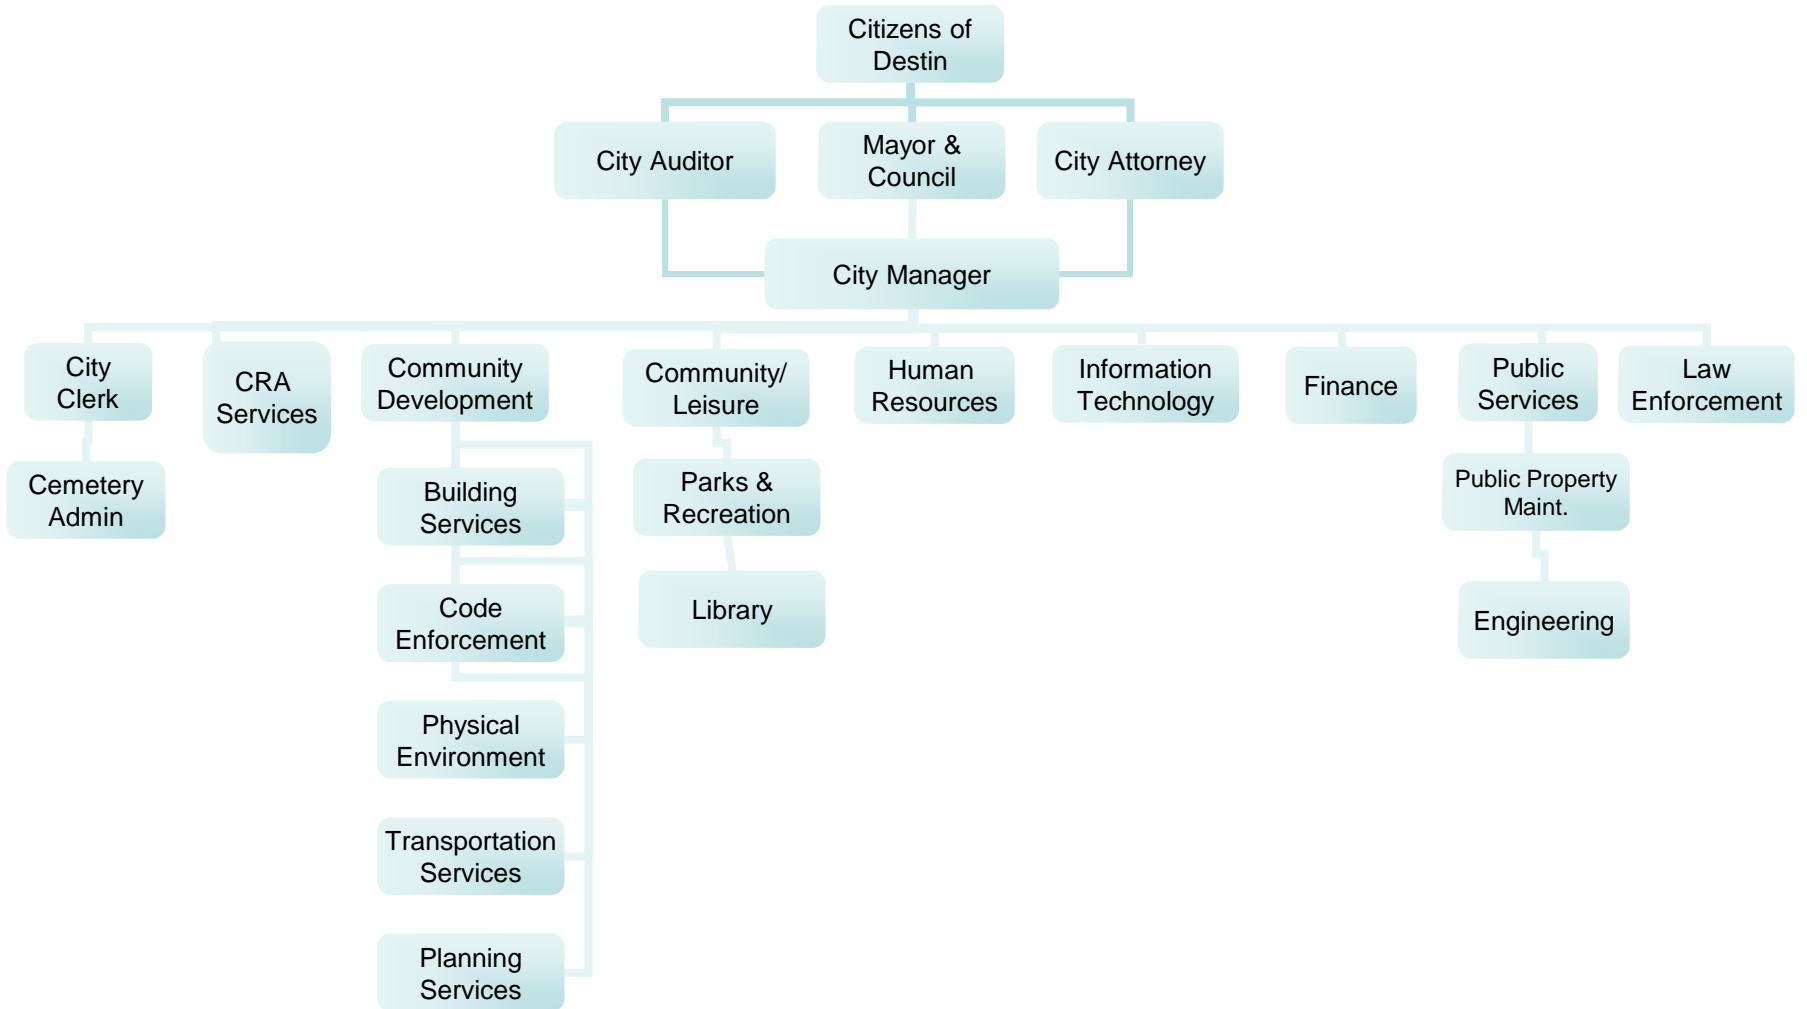 Citizens of
Destin
City Auditor
Mayor &
Council
City Attorney
City Manager
City
Clerk
CRA
Services
Community
Development
Community/
Leisure
Human
Resources
Information
Technology
Finance
Public
Services
Law
Enforcement
Cemetery
Admin
Building
Services
Parks &
Recreation
Public Property
Maint.
Code
Enforcement
Library
Engineering
Physical
Environment
Transportation
Services
Planning
Services